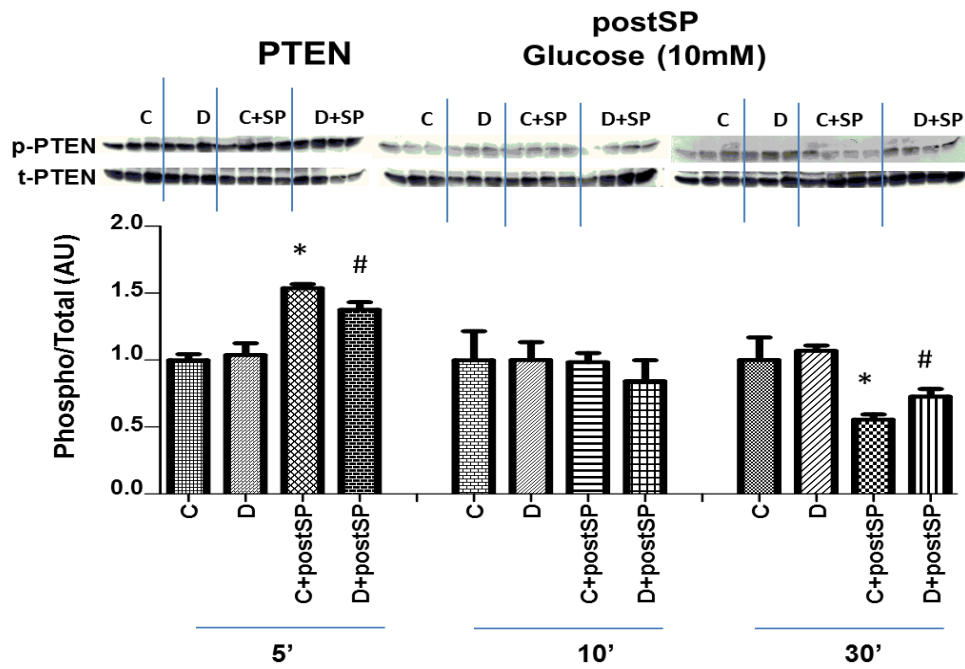 postSP
PTEN Glucose (10mM)
C D C+SP D+SP C D C+SP D+SP C D C+SP D+SP
p-PTEN
t-PTEN
Phospho/Total (AU)
2.0
1.5
1.0
0.5
0.0
* # * #
C D C+postSP D+postSP C D C+postSP D+postSP C D C+postSP D+postSP
5’ 10’ 30’